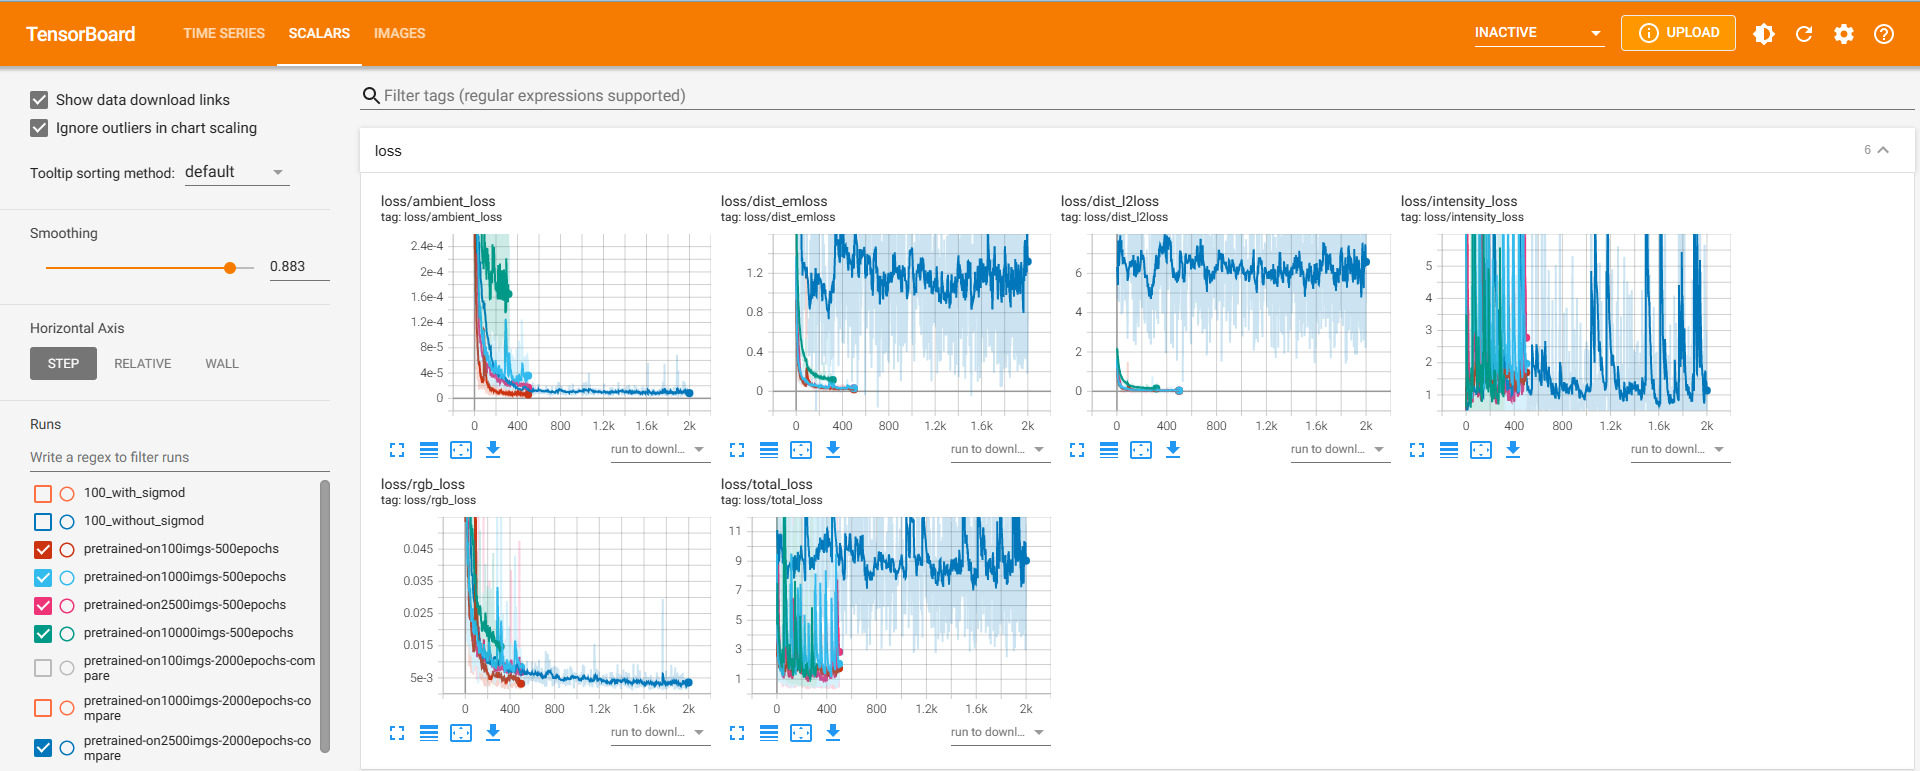 TensorBoard
TIME SERIES
SCALARS
IMAGES
INACTIVE
UPLOAD
Show data download links
Ignore outliers in chart scaling
Tooltip sorting method: default
Smoothing
0.883
Horizontal Axis
STEP
RELATIVE
WALL
Runs
Write a regex to filter runs
100_with_sigmod
100_without_sigmod
pretrained-on100imgs-500epochs
pretrained-on1000imgs-500epochs
pretrained-on2500imgs-500epochs
pretrained-on10000imgs-500epochs
pretrained-on100imgs-2000epochs-com
pare
pretrained-on1000imgs-2000epochs-co
mpare
pretrained-on2500imgs-2000epochs-co
mpare
Filter tags (regular expressions supported)
loss
6
loss/ambient_loss
tag: loss/ambient_loss
2.4e-4
2e-4
1.6e-4
1.2e-4
8e-5
4e-5
0
0 400 800 1.2k 1.6k 2k
run to downl...
loss/dist_emloss
tag: loss/dist_emloss
1.2
0.8
0.4
0
0 400 800 1.2k 1.6k 2k
run to downl...
loss/dist_l2loss
tag: loss/dist_l2loss
6
4
2
0
0 400 800 1.2k 1.6k 2k
run to downl...
loss/intensity_loss
tag: loss/intensity_loss
5
4
3
2
1
0 400 800 1.2k 1.6k 2k
run to downl...
loss/rgb_loss
tag: loss/rgb_loss
0.045
0.035
0.025
0.015
5e-3
0 400 800 1.2k 1.6k 2k
run to downl...
loss/total_loss
tag: loss/total_loss
11
9
7
5
3
1
0 400 800 1.2k 1.6k 2k
run to downl...